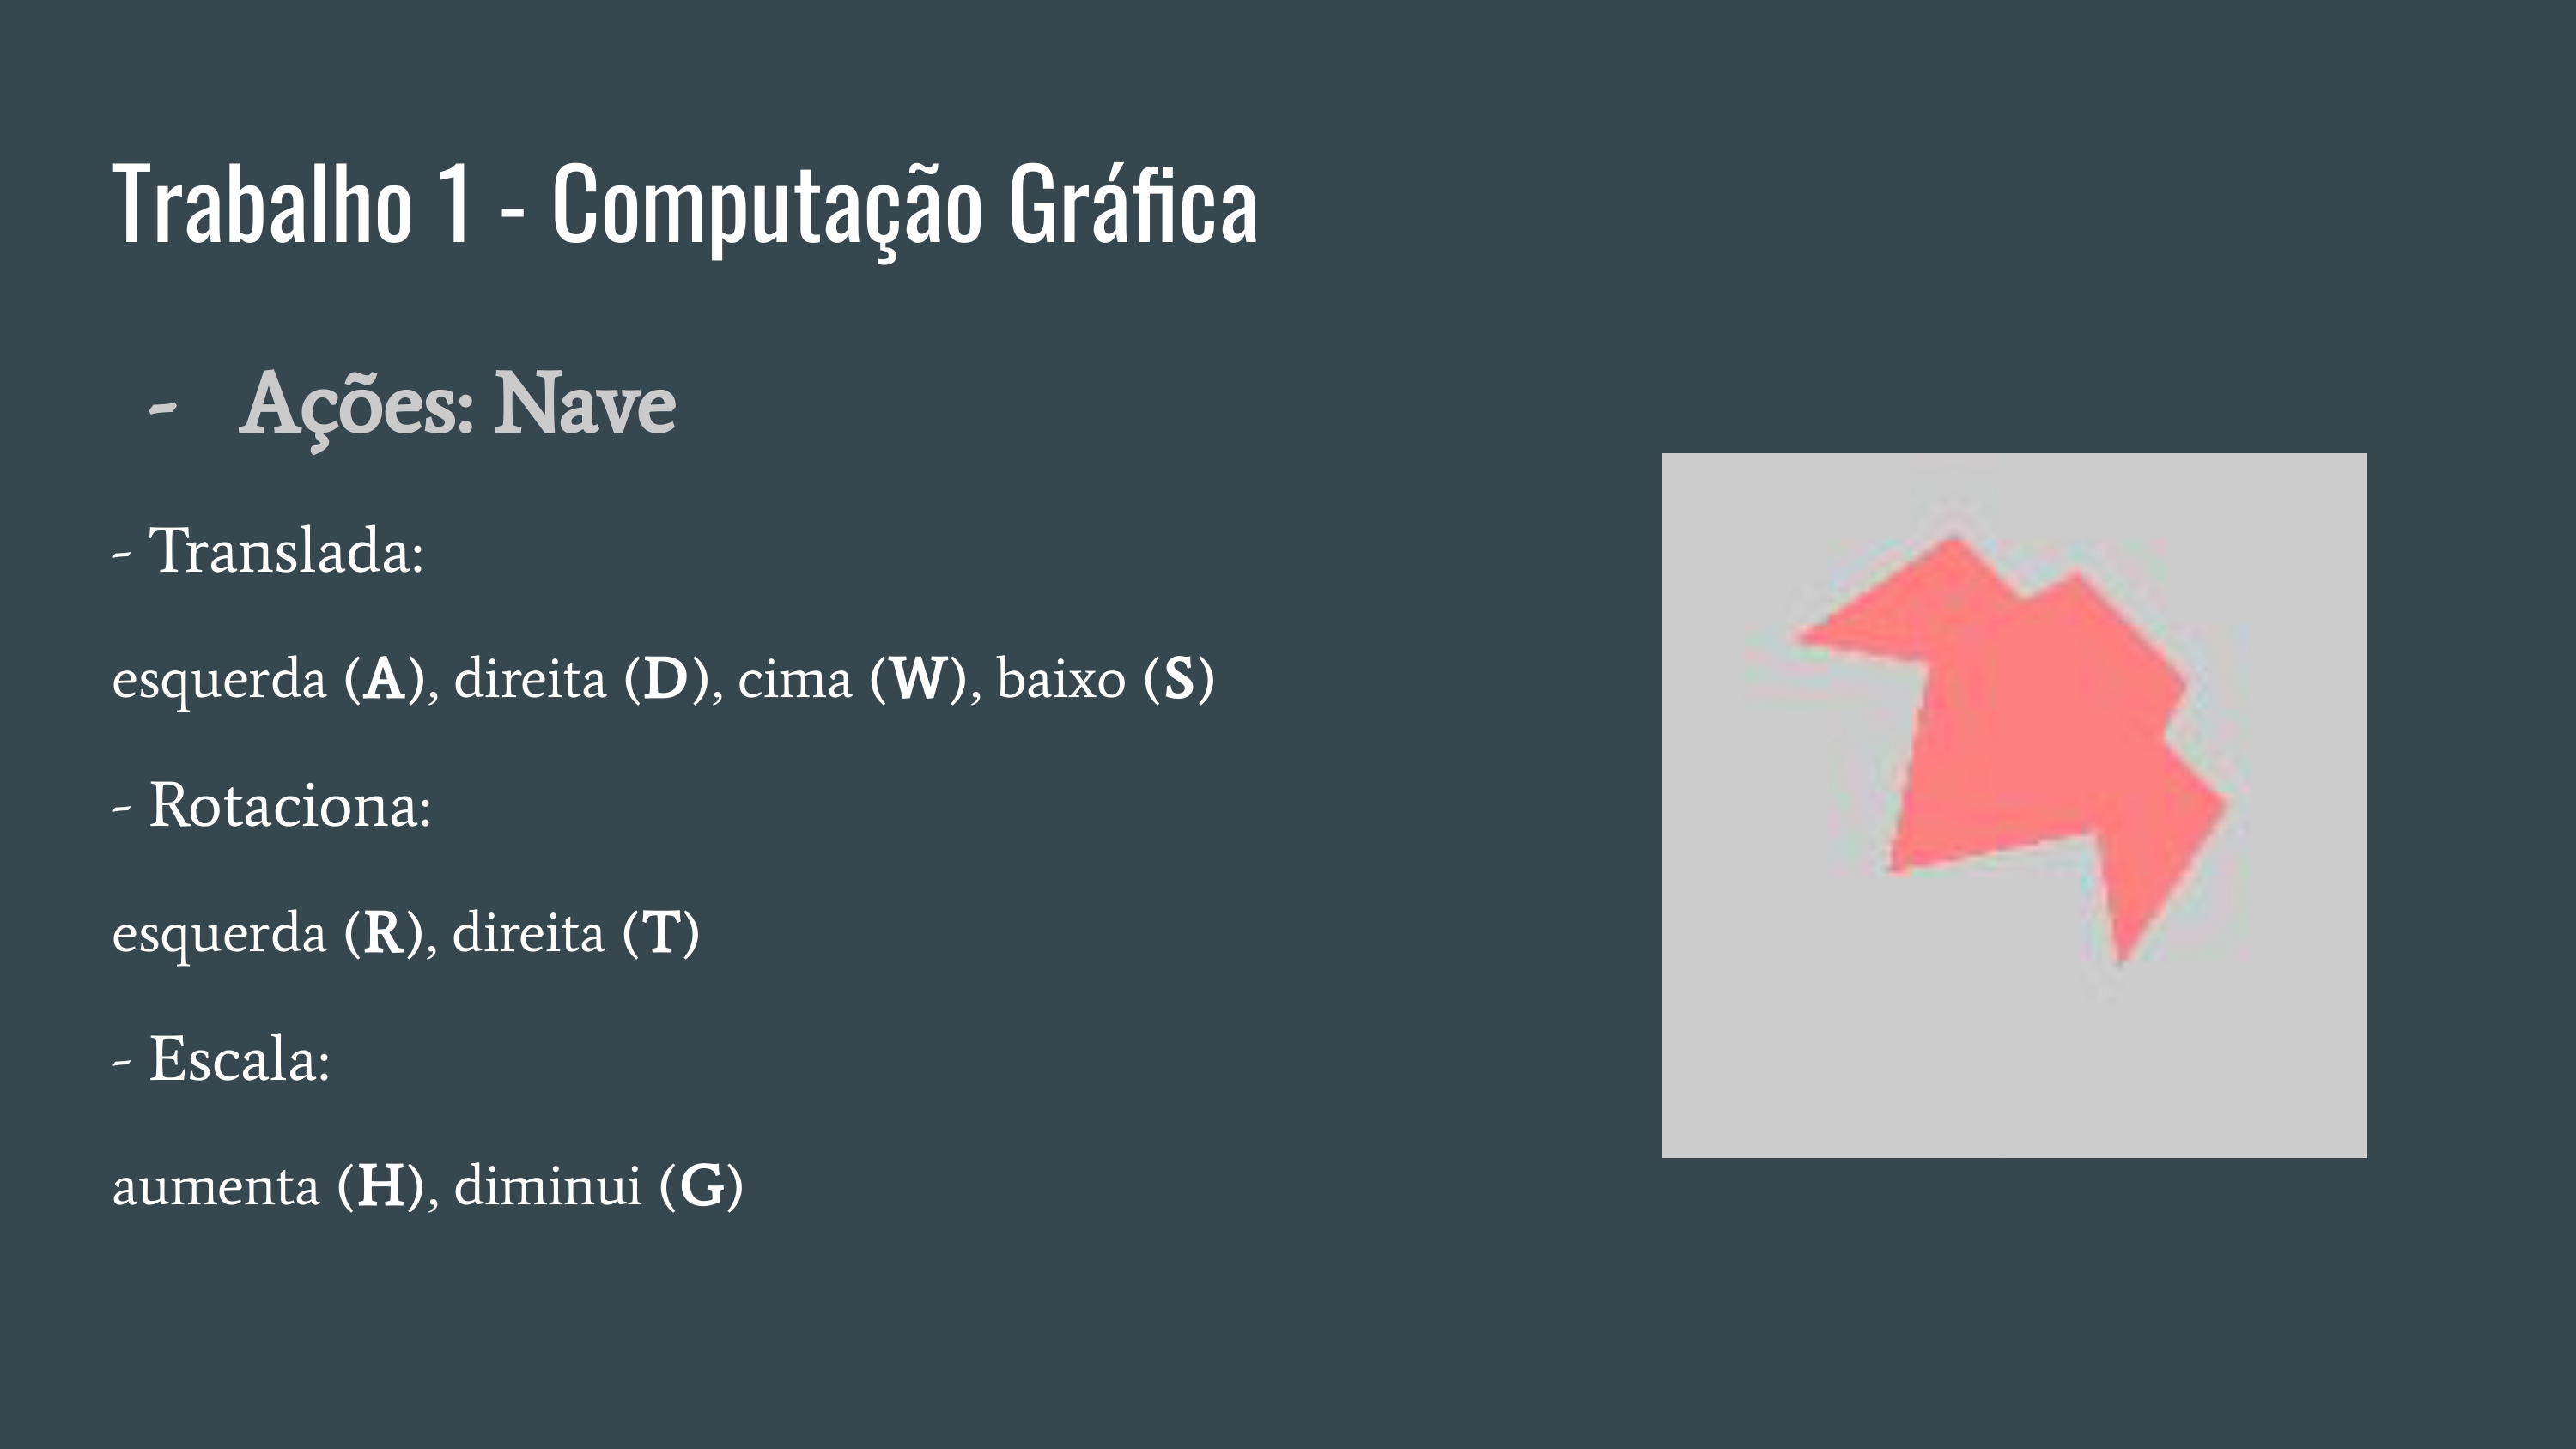 Trabalho 1 - Computação Gráfica
- Ações: Nave
- Translada:
esquerda (A), direita (D), cima (W), baixo (S)
- Rotaciona:
esquerda (R), direita (T)
- Escala:
aumenta (H), diminui (G)